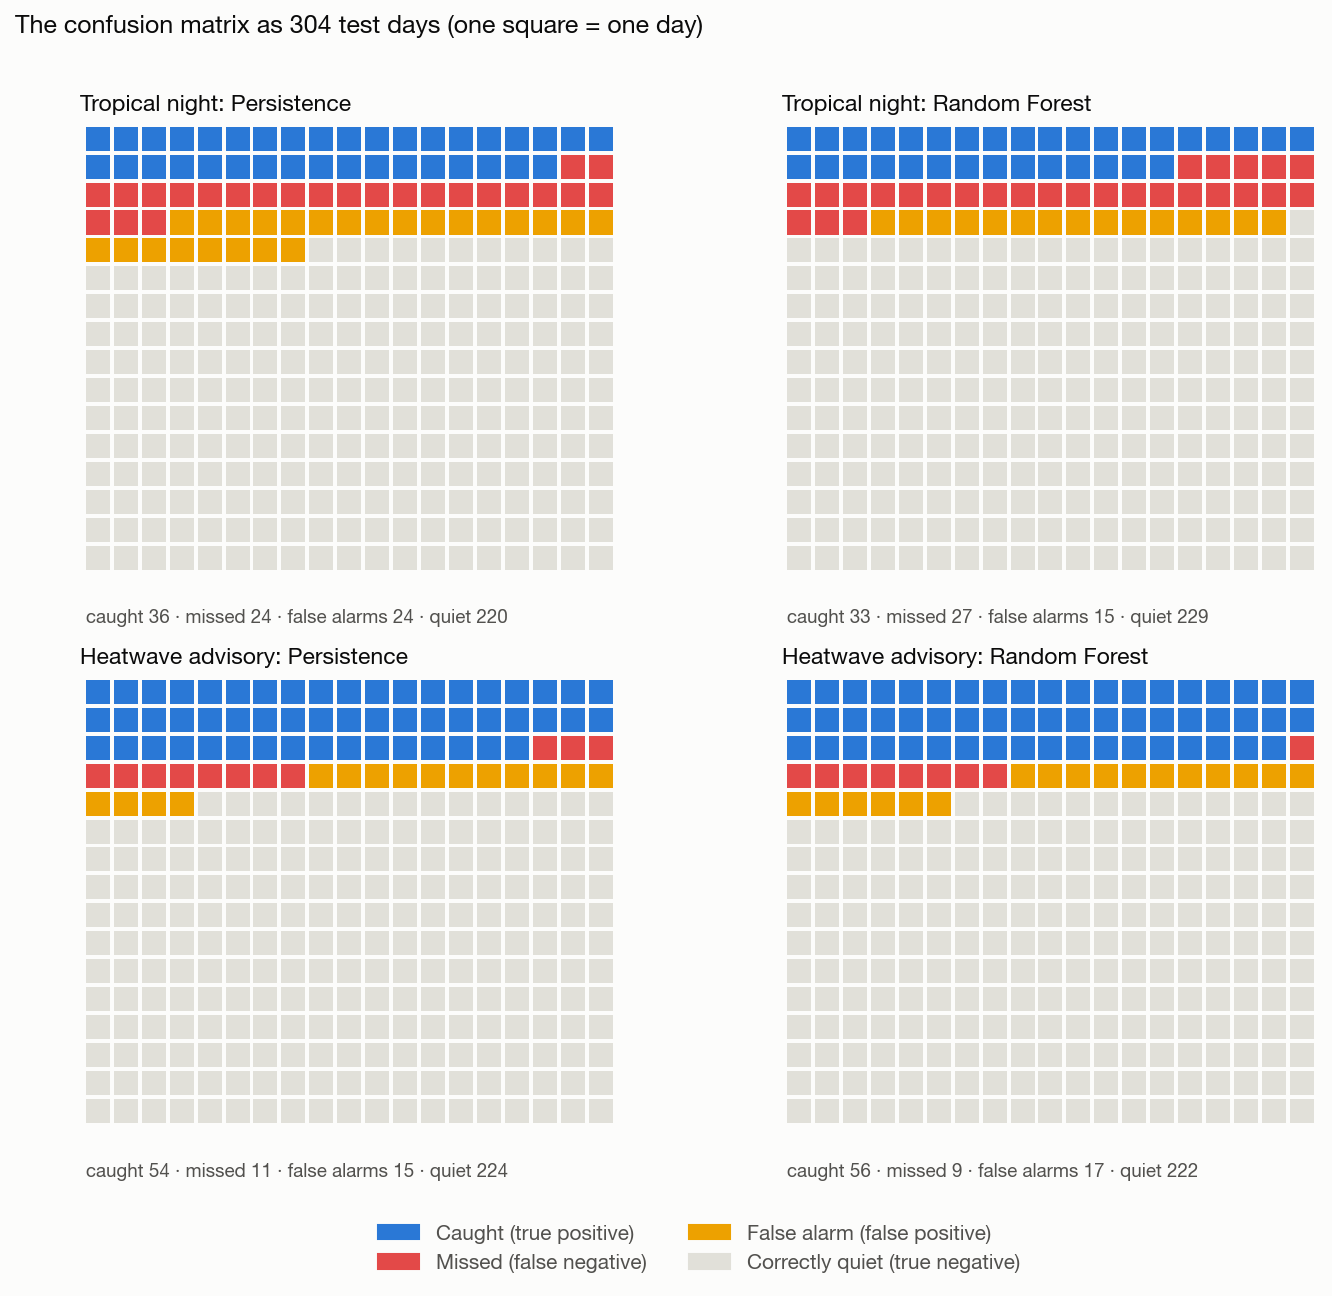 The confusion matrix as 304 test days (one square = one day)
Tropical night: Persistence
Tropical night: Random Forest
caught 36 · missed 24 · false alarms 24 · quiet 220
caught 33 · missed 27 · false alarms 15 · quiet 229
Heatwave advisory: Persistence
Heatwave advisory: Random Forest
caught 54 · missed 11 · false alarms 15 · quiet 224
caught 56 · missed 9 · false alarms 17 · quiet 222
Caught (true positive)
False alarm (false positive)
Missed (false negative)
Correctly quiet (true negative)